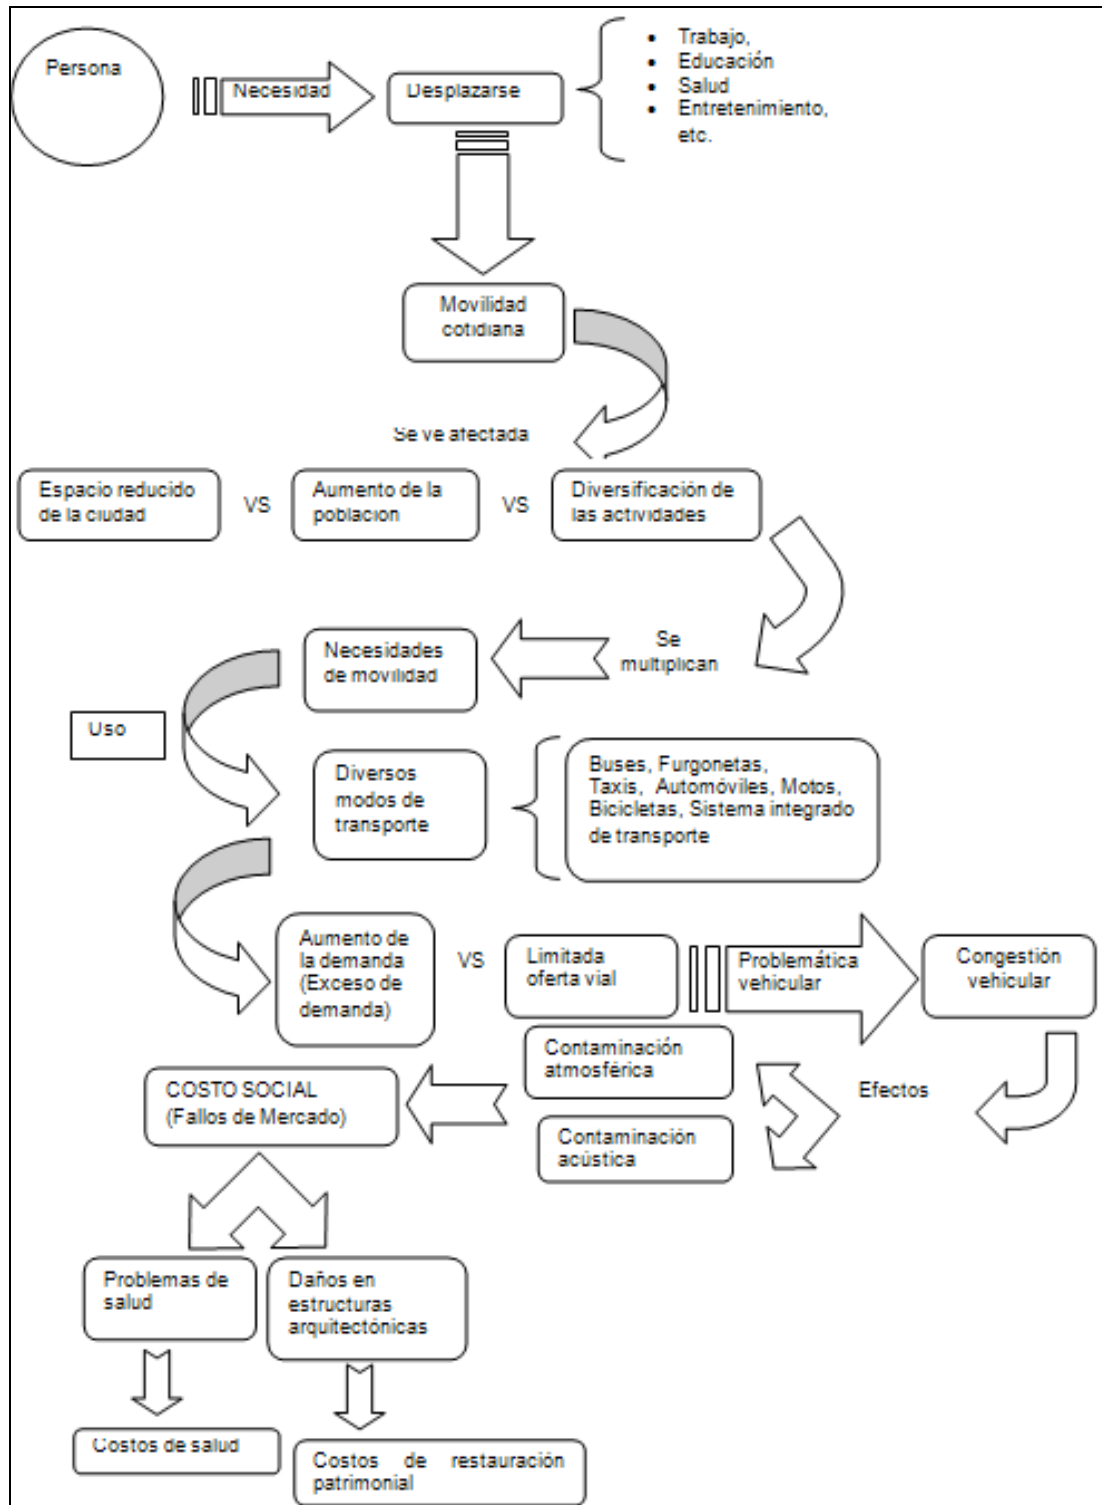 Persona
Necesidad
Desplazarse
• Trabajo,
• Educación
• Salud
• Entretenimiento,
etc.
Movilidad
cotidiana
Se ve afectada
Espacio reducido
de la ciudad
VS
Aumento de la
población
VS
Diversificación de
las actividades
Necesidades
de movilidad
Se
multiplican
Uso
Diversos
modos de
transporte
Buses, Furgonetas,
Taxis, Automóviles, Motos,
Bicicletas, Sistema integrado
de transporte
Aumento de
la demanda
(Exceso de
demanda)
VS
Limitada
oferta vial
Problemática
vehicular
Congestión
vehicular
Contaminación
atmosférica
Efectos
COSTO SOCIAL
(Fallos de Mercado)
Contaminación
acústica
Problemas de
salud
Daños en
estructuras
arquitectónicas
Costos de salud
Costos de restauración
patrimonial